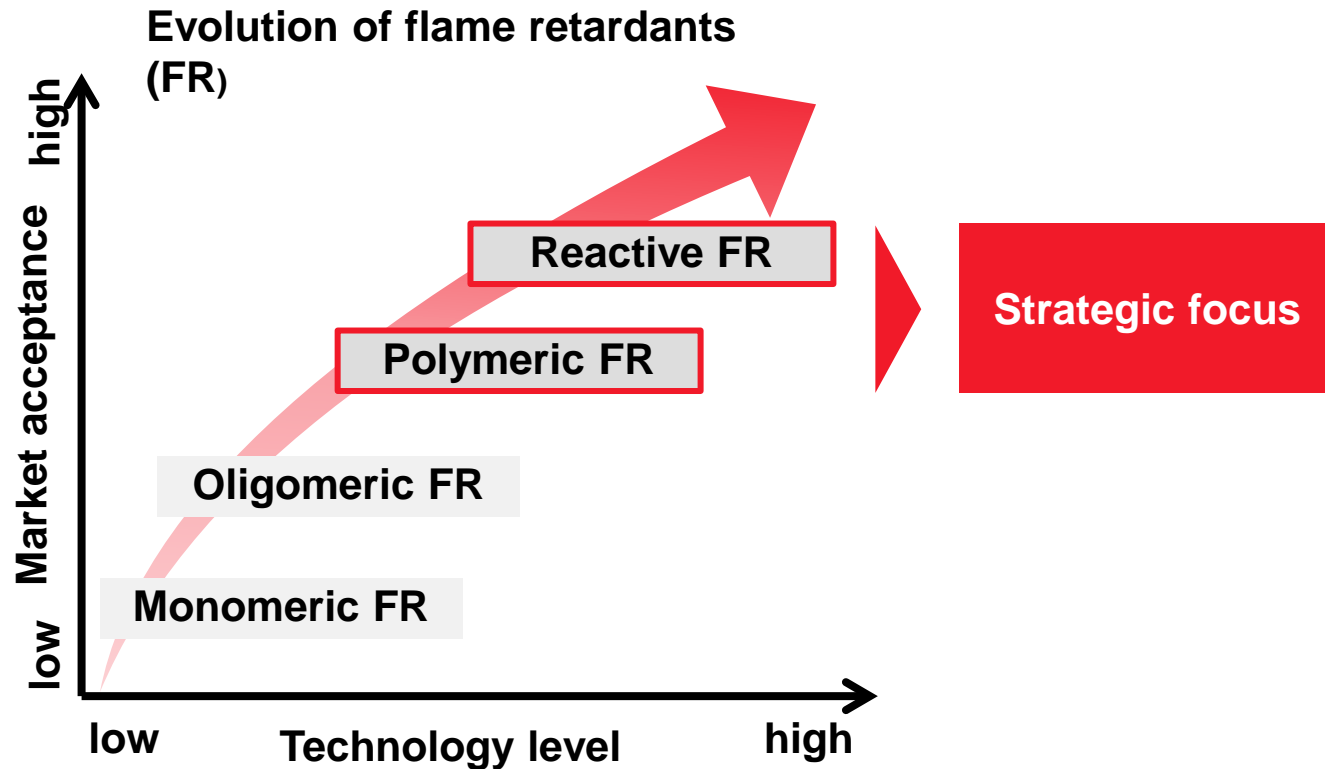 Evolution of flame retardants
(FR)
high
Market acceptance
low
Reactive FR
Polymeric FR
Oligomeric FR
Monomeric FR
Strategic focus
low
Technology level
high